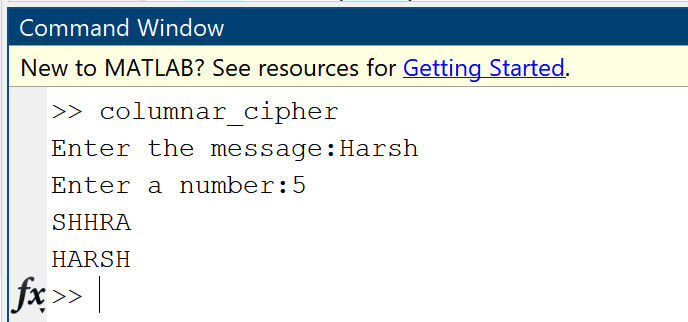 Command Window
New to MATLAB? See resources for Getting Started.
>> columnar_cipher
Enter the message:Harsh
Enter a number:5
SHHRA
HARSH
fx >>